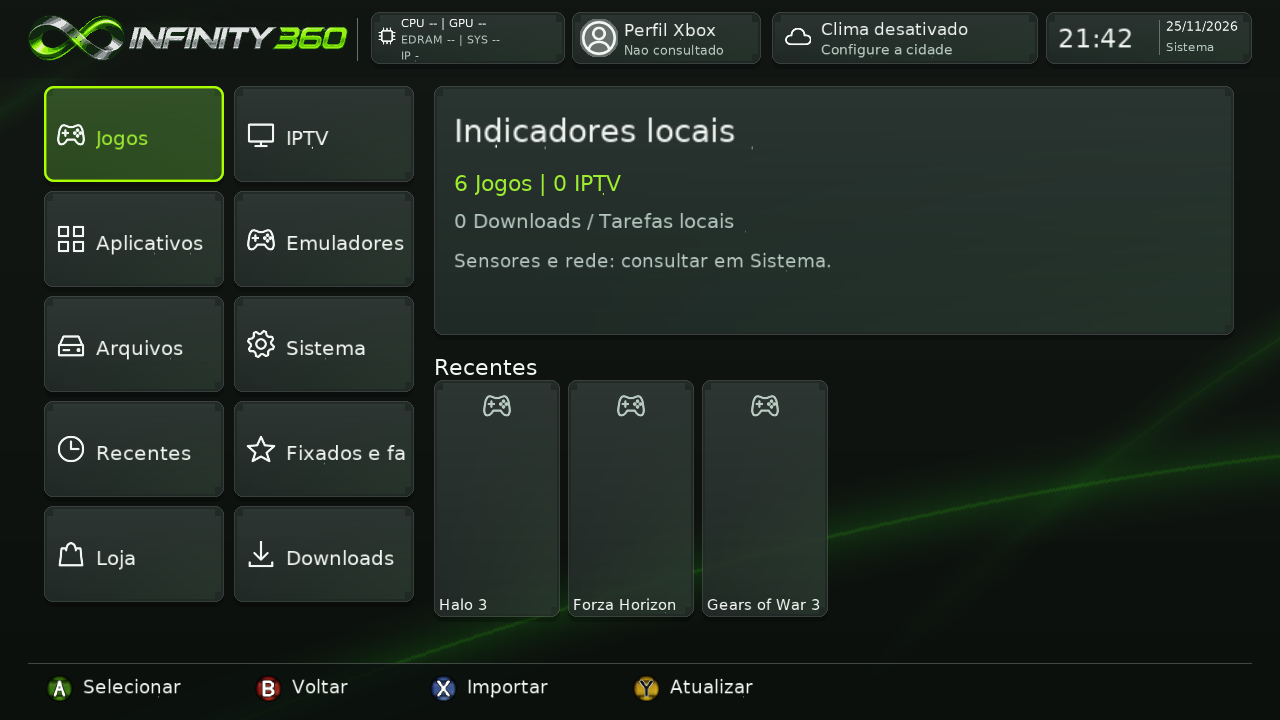 INFINITY 360
CPU -- | GPU --
EDRAM -- | SYS --
IP -
Perfil Xbox
Nao consultado
Clima desativado
Configure a cidade
21:42
25/11/2026
Sistema
Jogos
IPTV
Aplicativos
Emuladores
Arquivos
Sistema
Recentes
Fixados e fa
Loja
Downloads
Indicadores locais
6 Jogos | 0 IPTV
0 Downloads / Tarefas locais
Sensores e rede: consultar em Sistema.
Recentes
Halo 3
Forza Horizon
Gears of War 3
A Selecionar
B Voltar
X Importar
Y Atualizar